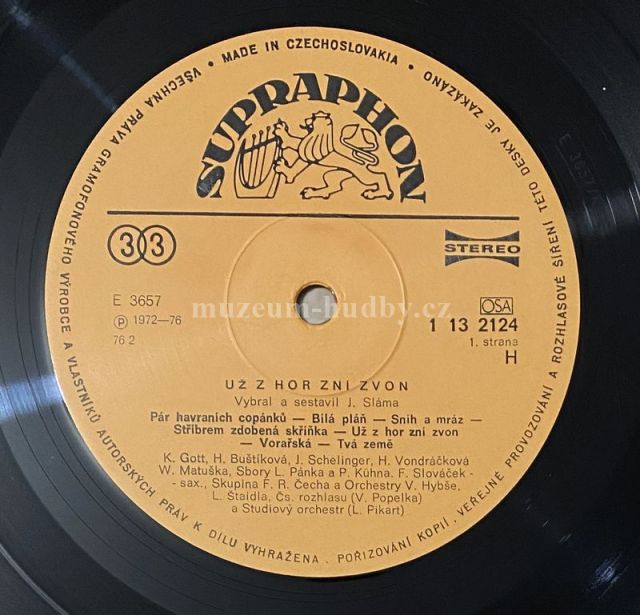 VŠECHNA PRÁVA GRAMOFONOVÉHO VÝROBCE A VLASTNÍKŮ AUTORSKÝCH PRÁV K DÍLU VYHRAŽENA. POŘIZOVÁNÍ KOPIÍ, VEŘEJNÉ PROVOZOVÁNÍ A ROZHLASOVÉ ŠÍŘENÍ TÉTO DESKY JE ZAKÁZÁNO • MADE IN CZECHOSLOVAKIA •
SUPRAPHON
33
STEREO
E 3657
Ⓟ 1972—76
76 2
muzeum-hudby.cz
OSA
1 13 2124
1. strana
H
UŽ Z HOR ZNÍ ZVON
Vybral a sestavil J. Sláma
Pár havraních copánků — Bílá pláň — Sníh a mráz —
Stříbrem zdobená skříňka — Už z hor zní zvon
— Vorařská — Tvá země
K. Gott, H. Buštíková, J. Schelinger, H. Vondráčková
W. Matuška, Sbory L. Pánka a P. Kühna. F. Slováček -
- sax., Skupina F. R. Čecha a Orchestry V. Hybše,
L. Štaidla, Čs. rozhlasu (V. Popelka)
a Studiový orchestr (L. Pikart)